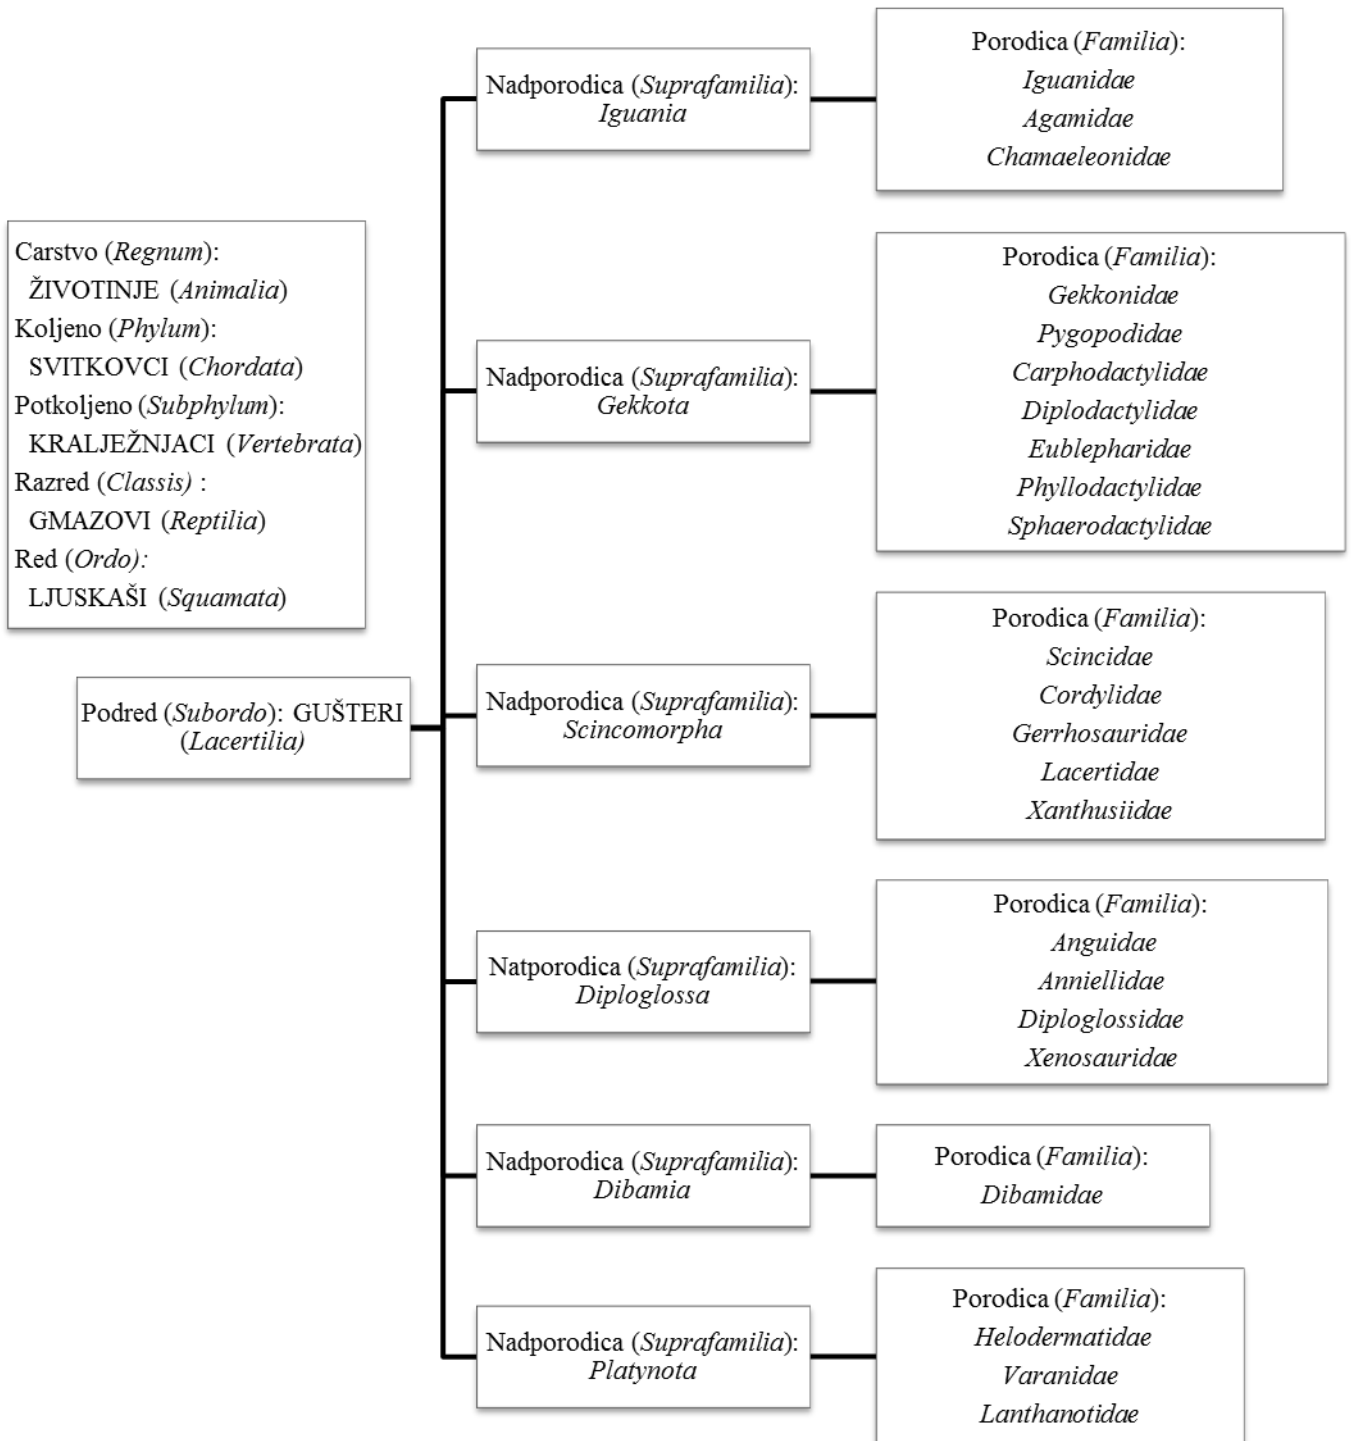 Carstvo (Regnum):
ŽIVOTINJE (Animalia)
Koljeno (Phylum):
SVITKOVCI (Chordata)
Potkoljeno (Subphylum):
KRALJEŽNJACI (Vertebrata)
Razred (Classis) :
GMAZOVI (Reptilia)
Red (Ordo):
LJUSKAŠI (Squamata)
Podred (Subordo): GUŠTERI
(Lacertilia)
Nadporodica (Suprafamilia):
Iguania
Porodica (Familia):
Iguanidae
Agamidae
Chamaeleonidae
Nadporodica (Suprafamilia):
Gekkota
Porodica (Familia):
Gekkonidae
Pygopodidae
Carphodactylidae
Diplodactylidae
Eublepharidae
Phyllodactylidae
Sphaerodactylidae
Nadporodica (Suprafamilia):
Scincomorpha
Porodica (Familia):
Scincidae
Cordylidae
Gerrhosauridae
Lacertidae
Xanthusiidae
Natporodica (Suprafamilia):
Diploglossa
Porodica (Familia):
Anguidae
Anniellidae
Diploglossidae
Xenosauridae
Nadporodica (Suprafamilia):
Dibamia
Porodica (Familia):
Dibamidae
Nadporodica (Suprafamilia):
Platynota
Porodica (Familia):
Helodermatidae
Varanidae
Lanthanotidae